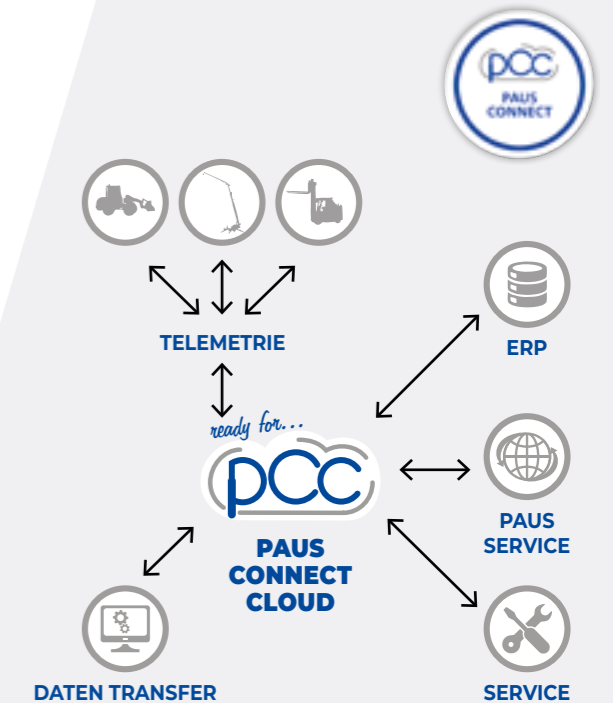 pcc
PAUS
CONNECT
TELEMETRIE
ERP
ready for...
pcc
PAUS
CONNECT
CLOUD
PAUS
SERVICE
DATEN TRANSFER
SERVICE